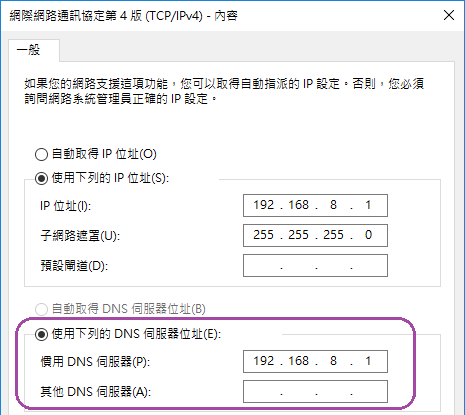 網際網路通訊協定第 4 版 (TCP/IPv4) - 內容
一般
如果您的網路支援這項功能，您可以取得自動指派的 IP 設定。否則，您必須
詢問網路系統管理員正確的 IP 設定。
自動取得 IP 位址(O)
使用下列的 IP 位址(S):
IP 位址(I): 192 . 168 . 8 . 1
子網路遮罩(U): 255 . 255 . 255 . 0
預設閘道(D): . . .
自動取得 DNS 伺服器位址(B)
使用下列的 DNS 伺服器位址(E):
慣用 DNS 伺服器(P): 192 . 168 . 8 . 1
其他 DNS 伺服器(A): . . .